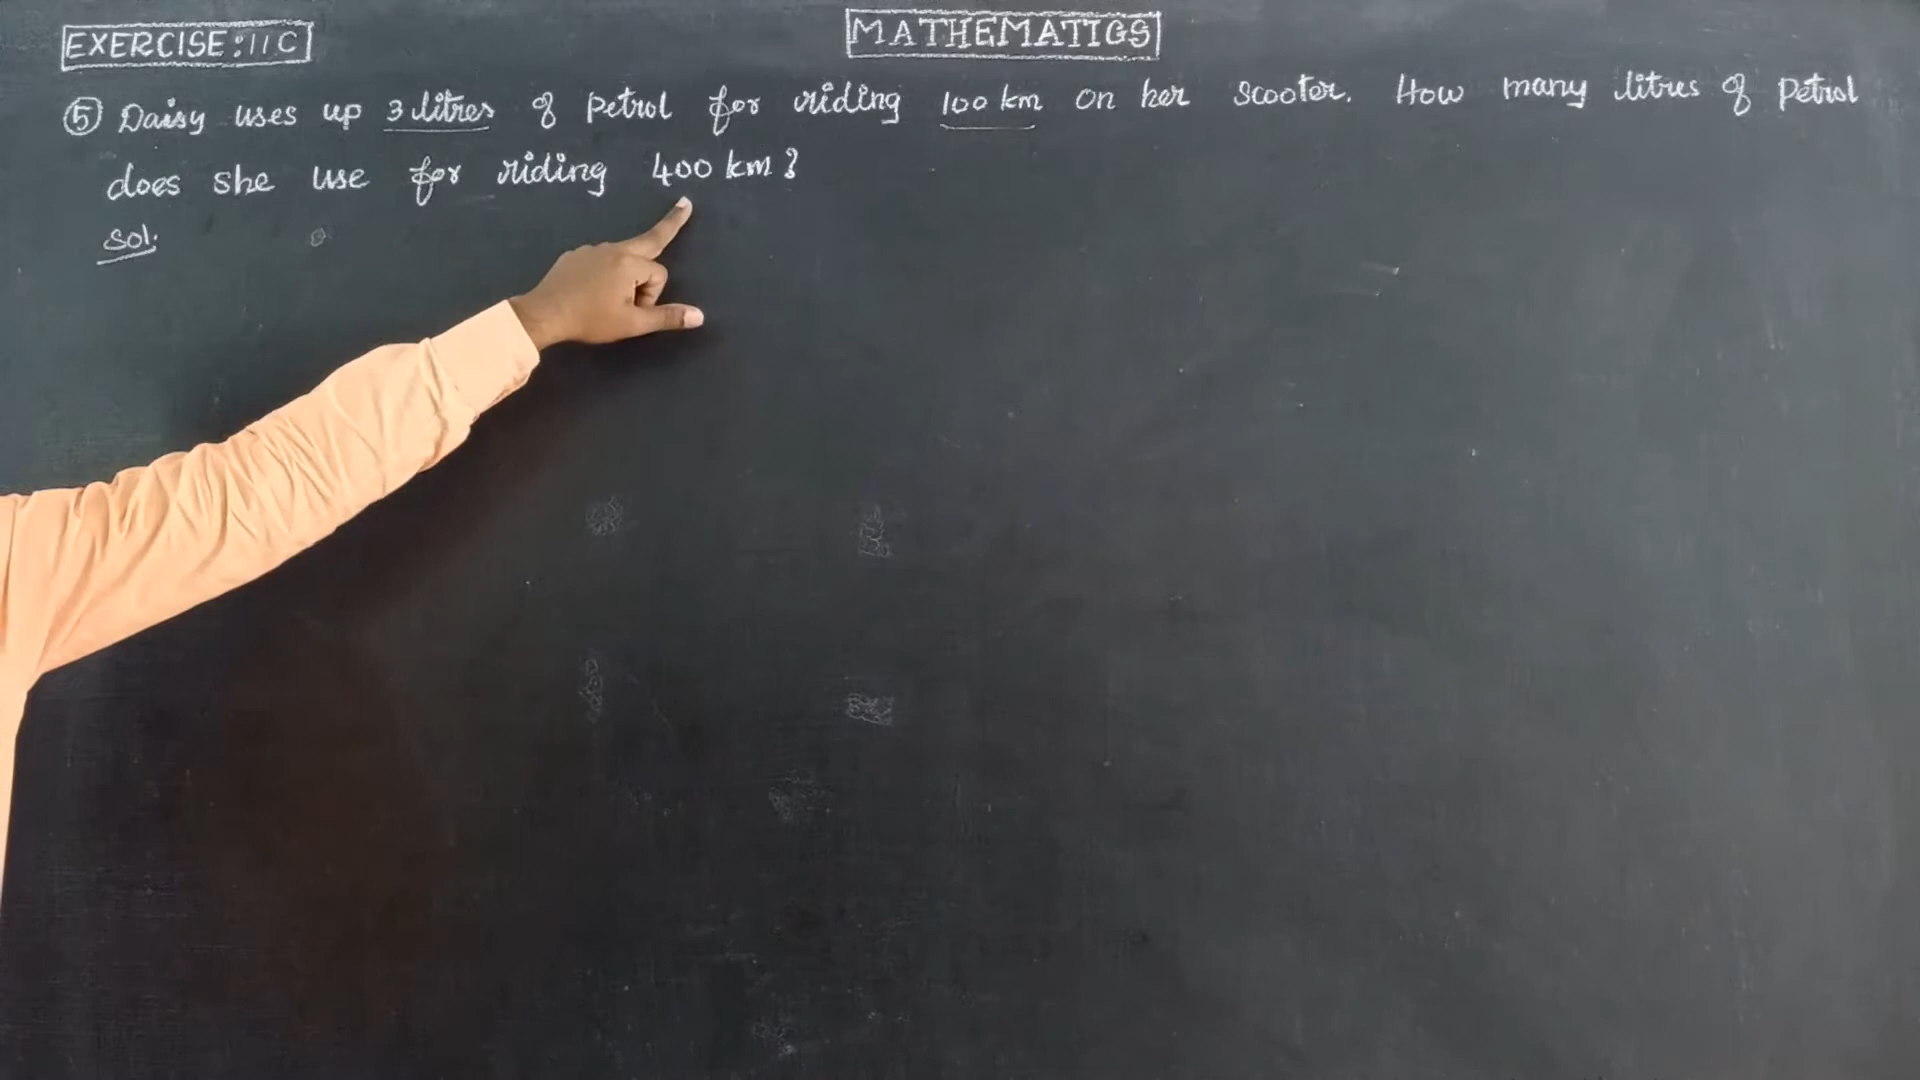 EXERCISE:11C
MATHEMATICS
⑤ Daisy uses up 3 litres of petrol for riding 100 km on her scooter. How many litres of petrol
does she use for riding 400 km?
Sol.